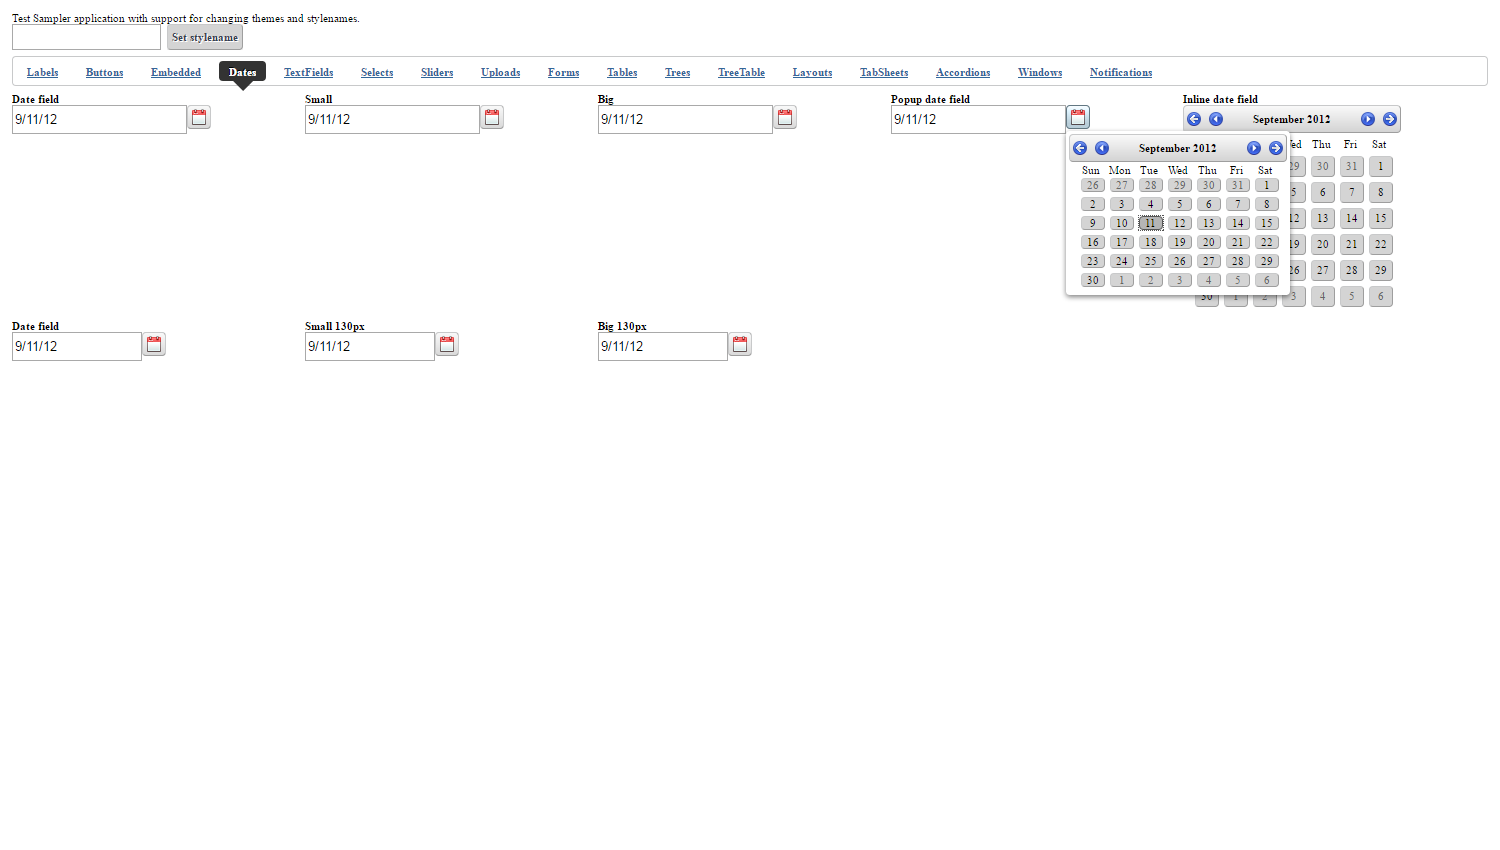 Test Sampler application with support for changing themes and stylenames.
Set stylename
Labels Buttons Embedded Dates TextFields Selects Sliders Uploads Forms Tables Trees TreeTable Layouts TabSheets Accordions Windows Notifications
Date field Small Big Popup date field Inline date field
9/11/12 9/11/12 9/11/12 9/11/12 September 2012
September 2012
Sun Mon Tue Wed Thu Fri Sat
26 27 28 29 30 31 1
2 3 4 5 6 7 8
9 10 11 12 13 14 15
16 17 18 19 20 21 22
23 24 25 26 27 28 29
30 1 2 3 4 5 6
Thu Fri Sat
29 30 31 1
5 6 7 8
12 13 14 15
19 20 21 22
26 27 28 29
30 1 2 3 4 5 6
Date field Small 130px Big 130px
9/11/12 9/11/12 9/11/12